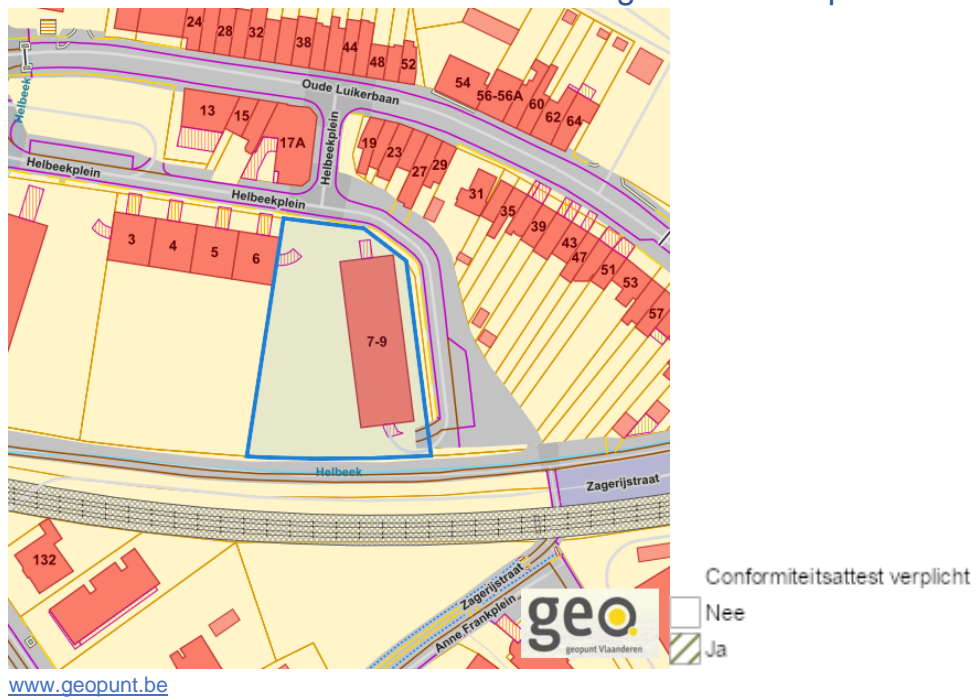 24 28 32 38 44 48 52
Oude Luikerbaan
54 56-56A 60 62 64
Helbeek
13 15 17A
Helbeekplein
19 23 27 29
Helbeekplein
Helbeekplein
31 35 39 43 47 51 53 57
3 4 5 6
7-9
Helbeek
Zagerijstraat
132
Zagerijstraat
Anne Frankplein
geo.
geopunt Vlaanderen
Conformiteitsattest verplicht
Nee
Ja
www.geopunt.be